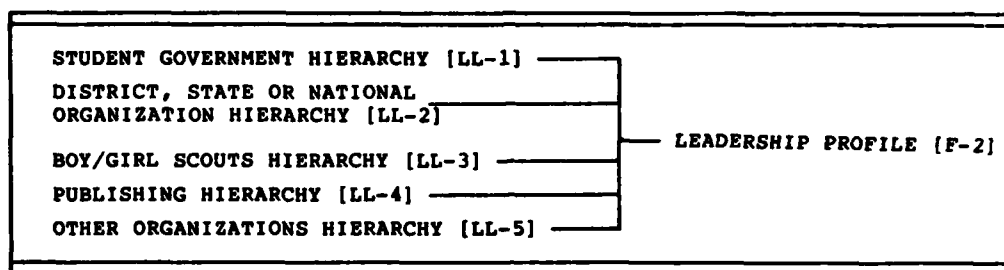 STUDENT GOVERNMENT HIERARCHY [LL-1]
DISTRICT, STATE OR NATIONAL
ORGANIZATION HIERARCHY [LL-2]
LEADERSHIP PROFILE [F-2]
BOY/GIRL SCOUTS HIERARCHY [LL-3]
PUBLISHING HIERARCHY [LL-4]
OTHER ORGANIZATIONS HIERARCHY [LL-5]